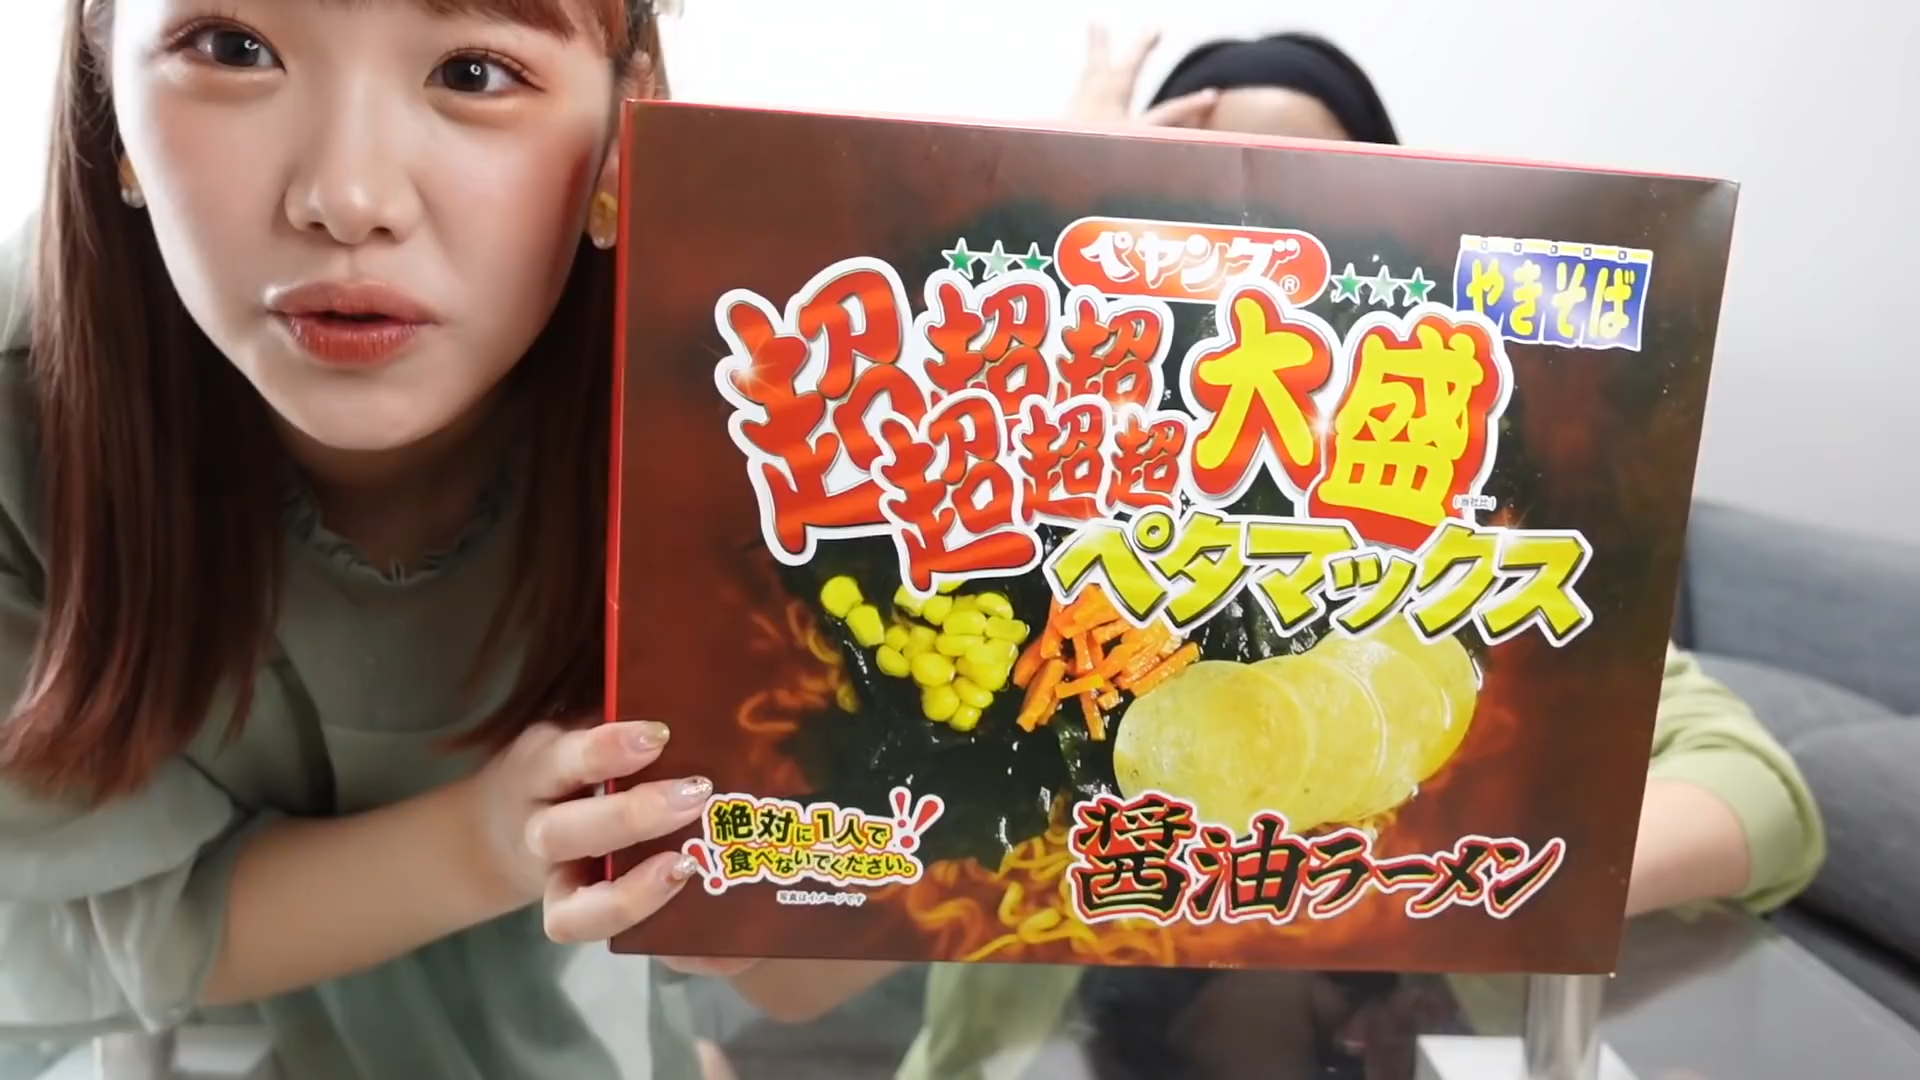 ペヤング®
やきそば
超超超超超超大盛
(当社比)
ペタマックス
醤油ラーメン
絶対に1人で
食べないでください。!!
写真はイメージです